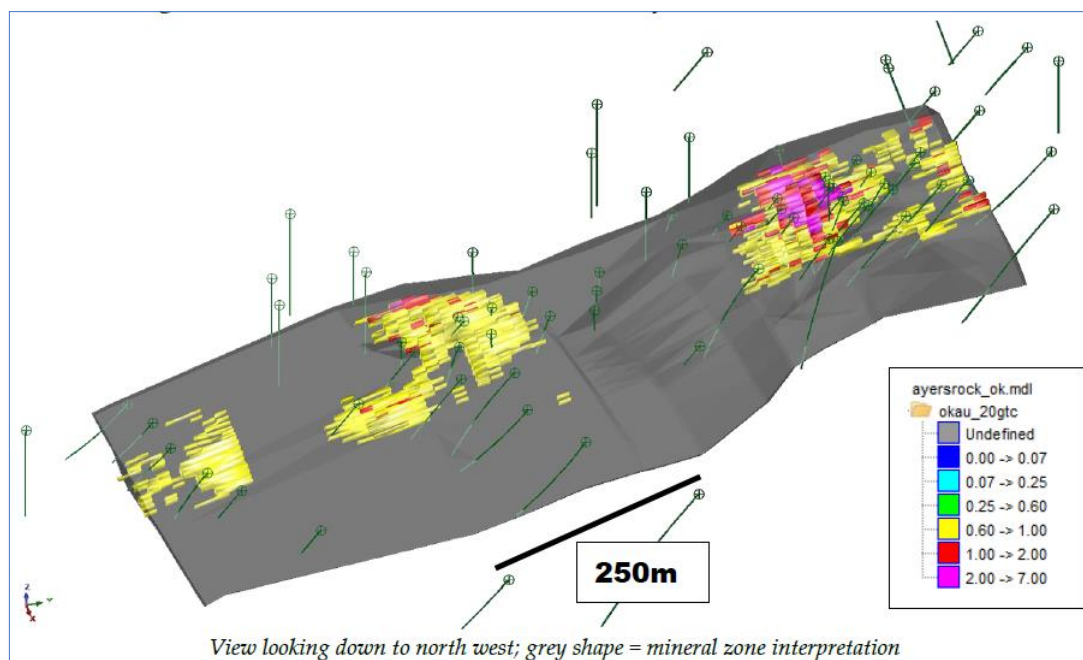 ayersrock_ok.mdl
okau_20gtc
Undefined
0.00 -> 0.07
0.07 -> 0.25
0.25 -> 0.60
0.60 -> 1.00
1.00 -> 2.00
2.00 -> 7.00
250m
Z
Y
X
View looking down to north west; grey shape = mineral zone interpretation